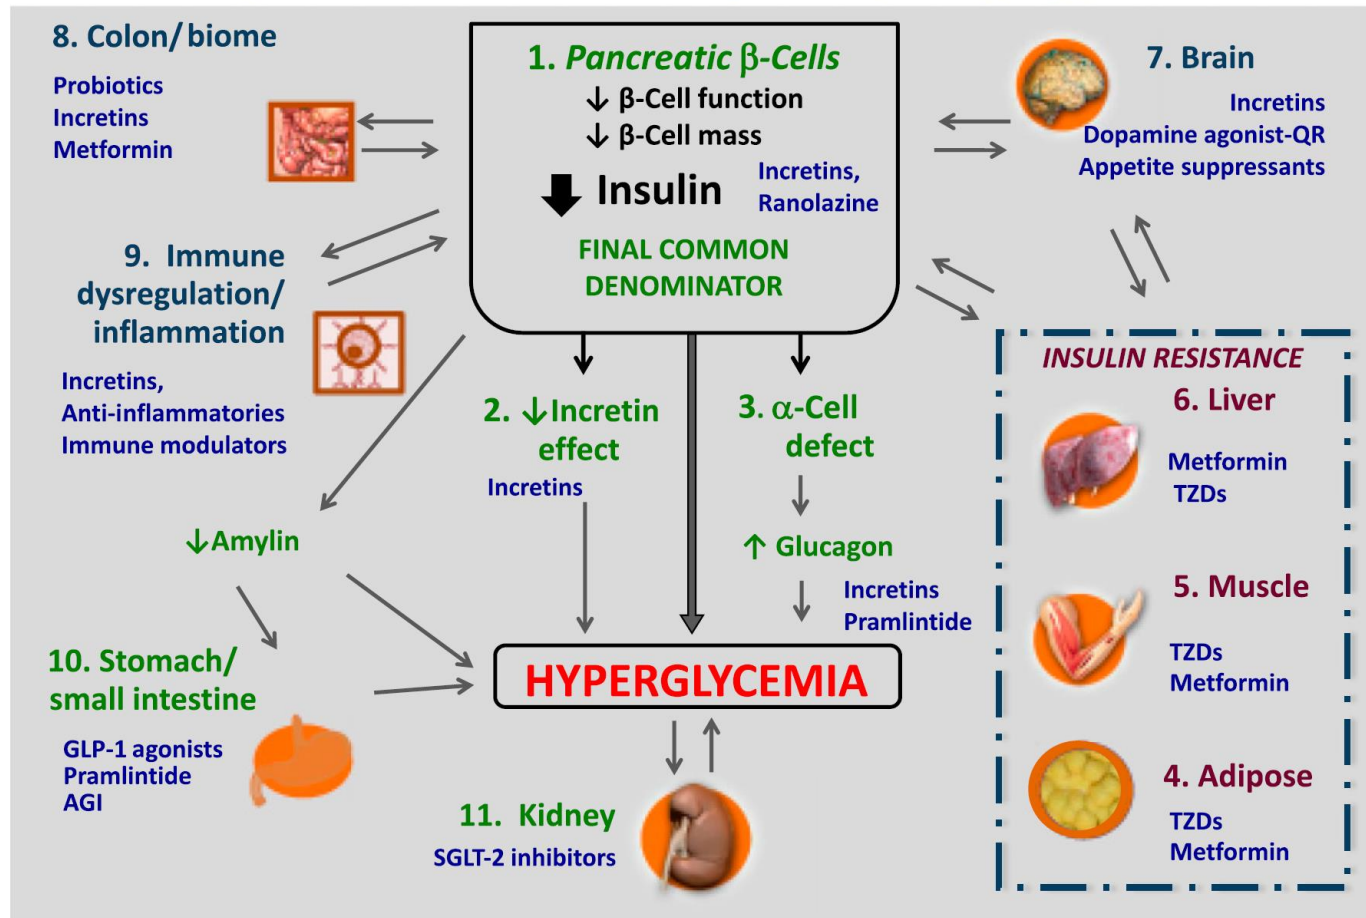 8. Colon/biome
Probiotics
Incretins
Metformin
1. Pancreatic β-Cells
↓ β-Cell function
↓ β-Cell mass
↓ Insulin
Incretins,
Ranolazine
FINAL COMMON
DENOMINATOR
7. Brain
Incretins
Dopamine agonist-QR
Appetite suppressants
9. Immune
dysregulation/
inflammation
Incretins,
Anti-inflammatories
Immune modulators
2. ↓Incretin
effect
Incretins
3. α-Cell
defect
↑ Glucagon
Incretins
Pramlintide
↓Amylin
10. Stomach/
small intestine
GLP-1 agonists
Pramlintide
AGI
HYPERGLYCEMIA
11. Kidney
SGLT-2 inhibitors
INSULIN RESISTANCE
6. Liver
Metformin
TZDs
5. Muscle
TZDs
Metformin
4. Adipose
TZDs
Metformin